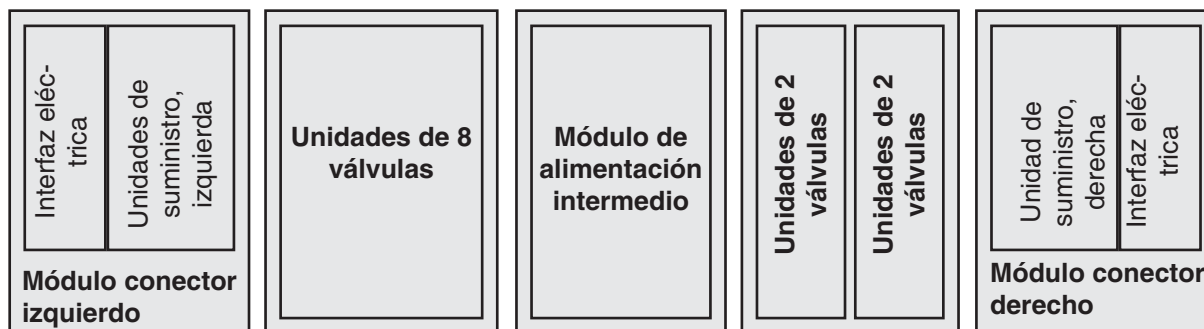 Interfaz eléc-
trica
Unidades de
suministro,
izquierda
Módulo conector
izquierdo
Unidades de 8
válvulas
Módulo de
alimentación
intermedio
Unidades de 2
válvulas
Unidades de 2
válvulas
Unidad de
suministro,
derecha
Interfaz eléc-
trica
Módulo conector
derecho